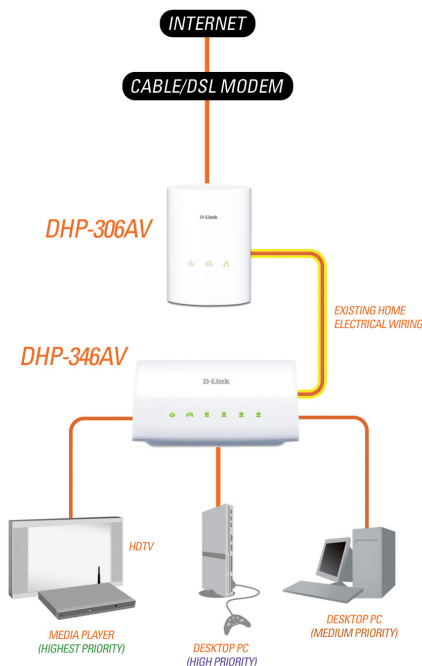 INTERNET
CABLE/DSL MODEM
D-Link
DHP-306AV
EXISTING HOME
ELECTRICAL WIRING
DHP-346AV
D-Link
HDTV
MEDIA PLAYER
(HIGHEST PRIORITY)
DESKTOP PC
(HIGH PRIORITY)
DESKTOP PC
(MEDIUM PRIORITY)